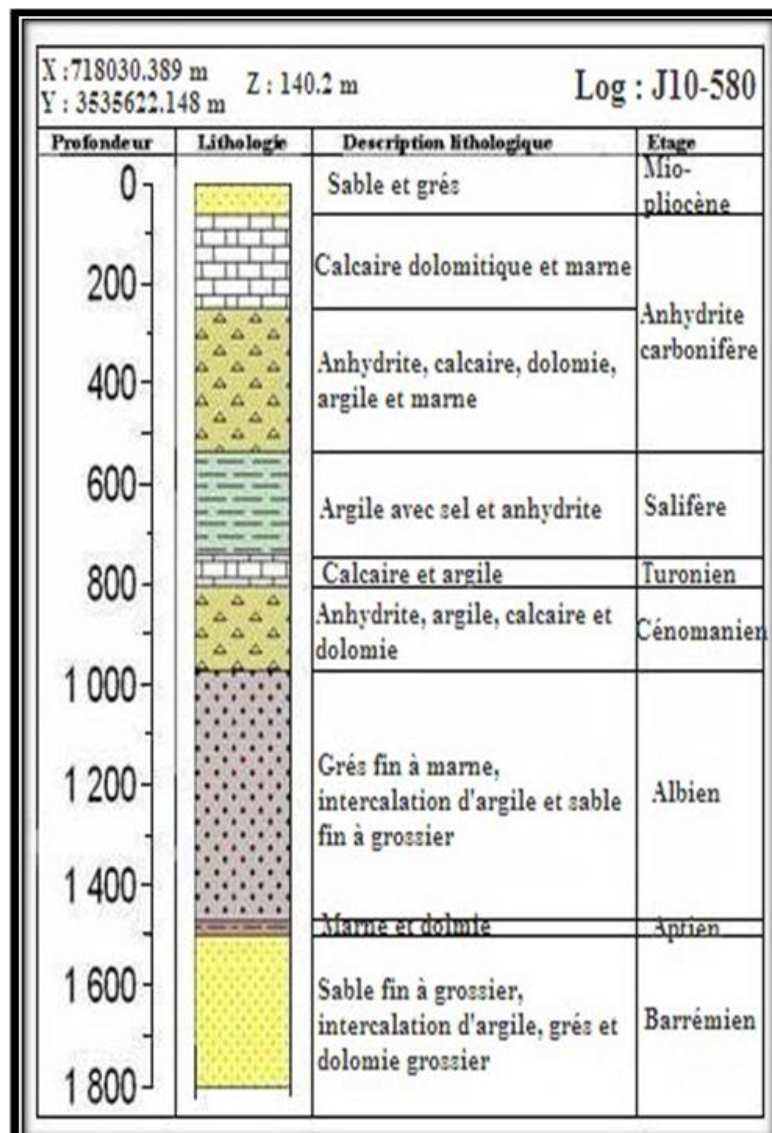 X :718030.389 m
Y : 3535622.148 m
Z : 140.2 m
Log : J10-580
Profondeur
Lithologie
Description lithologique
Etage
0
200
400
600
800
1 000
1 200
1 400
1 600
1 800
Sable et grés
Mio-
pliocène
Calcaire dolomitique et marne
Anhydrite, calcaire, dolomie,
argile et marne
Anhydrite
carbonifère
Argile avec sel et anhydrite
Salifère
Calcaire et argile
Turonien
Anhydrite, argile, calcaire et
dolomie
Cénomanien
Grés fin à marne,
intercalation d'argile et sable
fin à grossier
Albien
Marne et dolmie
Aptien
Sable fin à grossier,
intercalation d'argile, grés et
dolomie grossier
Barrémien